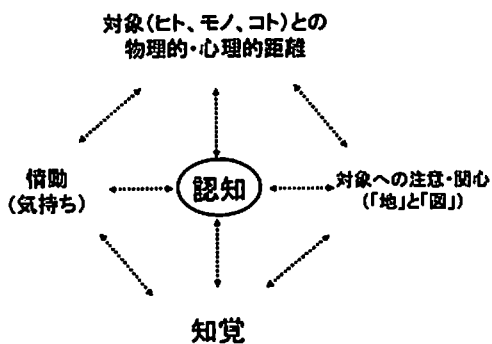 対象(ヒト、モノ、コト)との
物理的・心理的距離
情動
(気持ち)
認知
対象への注意・関心
(「地」と「図」)
知覚